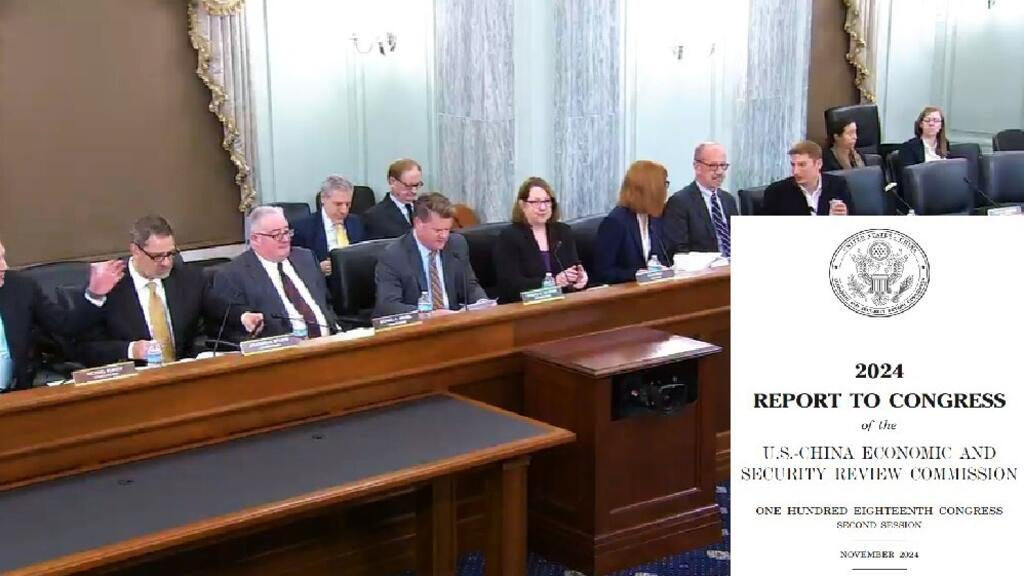 2024
REPORT TO CONGRESS
of the
U.S.-CHINA ECONOMIC AND
SECURITY REVIEW COMMISSION
ONE HUNDRED EIGHTEENTH CONGRESS
SECOND SESSION
NOVEMBER 2024